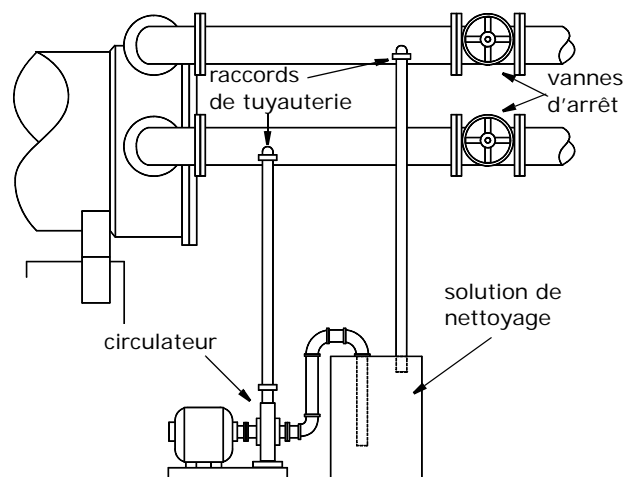 raccords
de tuyauterie
vannes
d'arrêt
solution de
nettoyage
circulateur